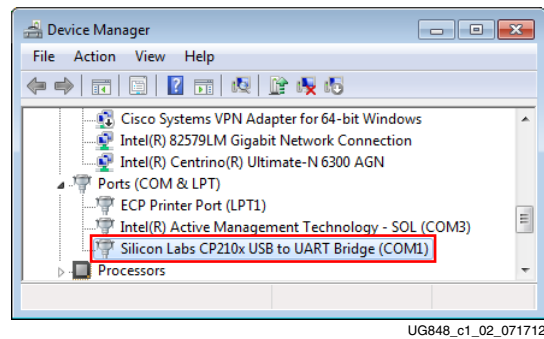 Device Manager
File Action View Help
Cisco Systems VPN Adapter for 64-bit Windows
Intel(R) 82579LM Gigabit Network Connection
Intel(R) Centrino(R) Ultimate-N 6300 AGN
Ports (COM & LPT)
ECP Printer Port (LPT1)
Intel(R) Active Management Technology - SOL (COM3)
Silicon Labs CP210x USB to UART Bridge (COM1)
Processors
UG848_c1_02_071712